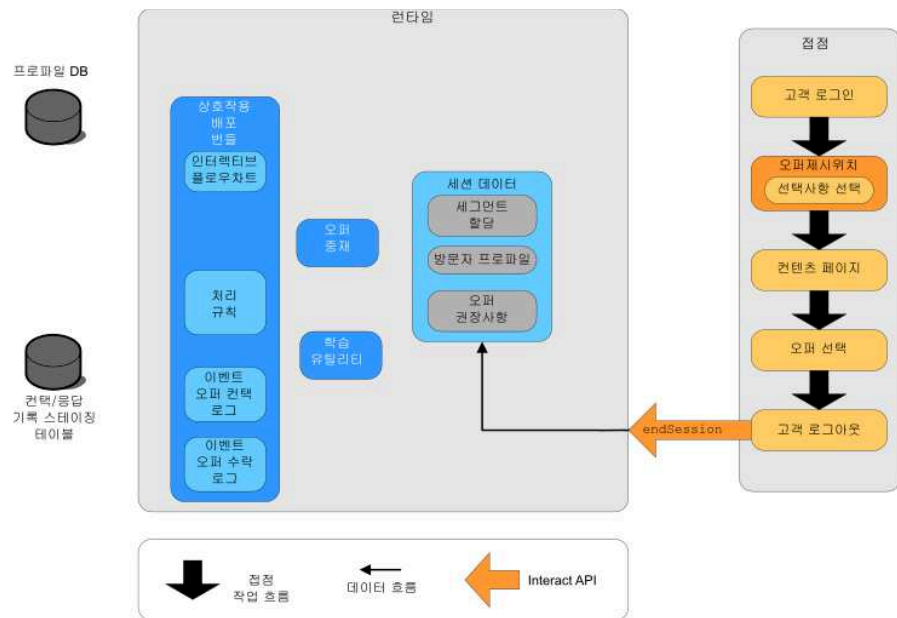 런타임
접점
프로파일 DB
상호작용
배포
번들
인터랙티브
플로우차트
처리
규칙
이벤트
오퍼 컨택
로그
이벤트
오퍼 수락
로그
오퍼
중재
학습
유틸리티
세션 데이터
세그먼트
할당
방문자 프로파일
오퍼
권장사항
고객 로그인
오퍼제시위치
선택사항 선택
컨텐츠 페이지
오퍼 선택
고객 로그아웃
endSession
컨택/응답
기록 스테이징
테이블
접점
작업 흐름
데이터 흐름
Interact API